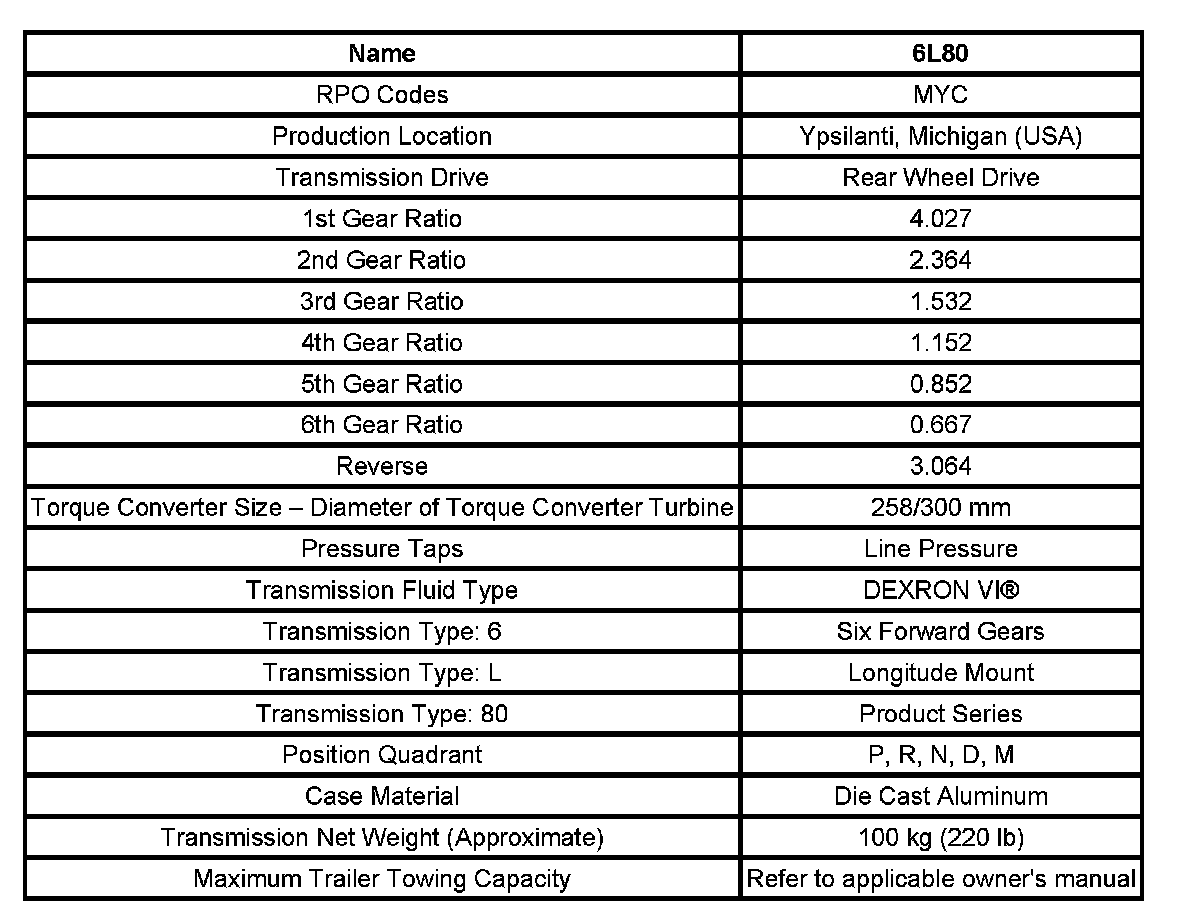 Name 6L80
RPO Codes MYC
Production Location Ypsilanti, Michigan (USA)
Transmission Drive Rear Wheel Drive
1st Gear Ratio 4.027
2nd Gear Ratio 2.364
3rd Gear Ratio 1.532
4th Gear Ratio 1.152
5th Gear Ratio 0.852
6th Gear Ratio 0.667
Reverse 3.064
Torque Converter Size – Diameter of Torque Converter Turbine 258/300 mm
Pressure Taps Line Pressure
Transmission Fluid Type DEXRON VI®
Transmission Type: 6 Six Forward Gears
Transmission Type: L Longitude Mount
Transmission Type: 80 Product Series
Position Quadrant P, R, N, D, M
Case Material Die Cast Aluminum
Transmission Net Weight (Approximate) 100 kg (220 lb)
Maximum Trailer Towing Capacity Refer to applicable owner's manual